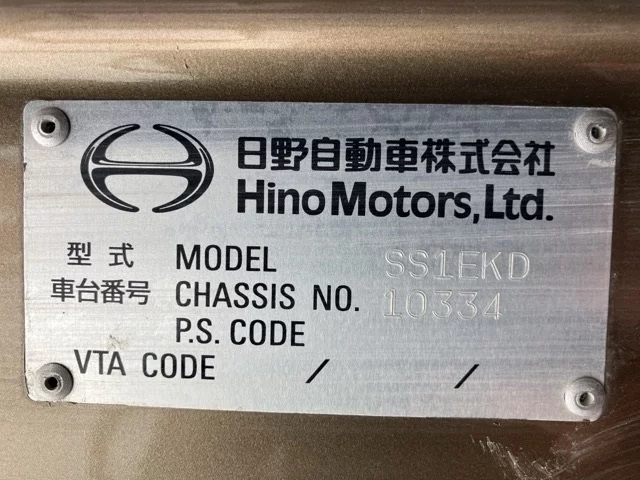 日野自動車株式会社
Hino Motors, Ltd.
型式 MODEL SS1EKD
車台番号 CHASSIS NO. 10334
P.S. CODE
VTA CODE / /